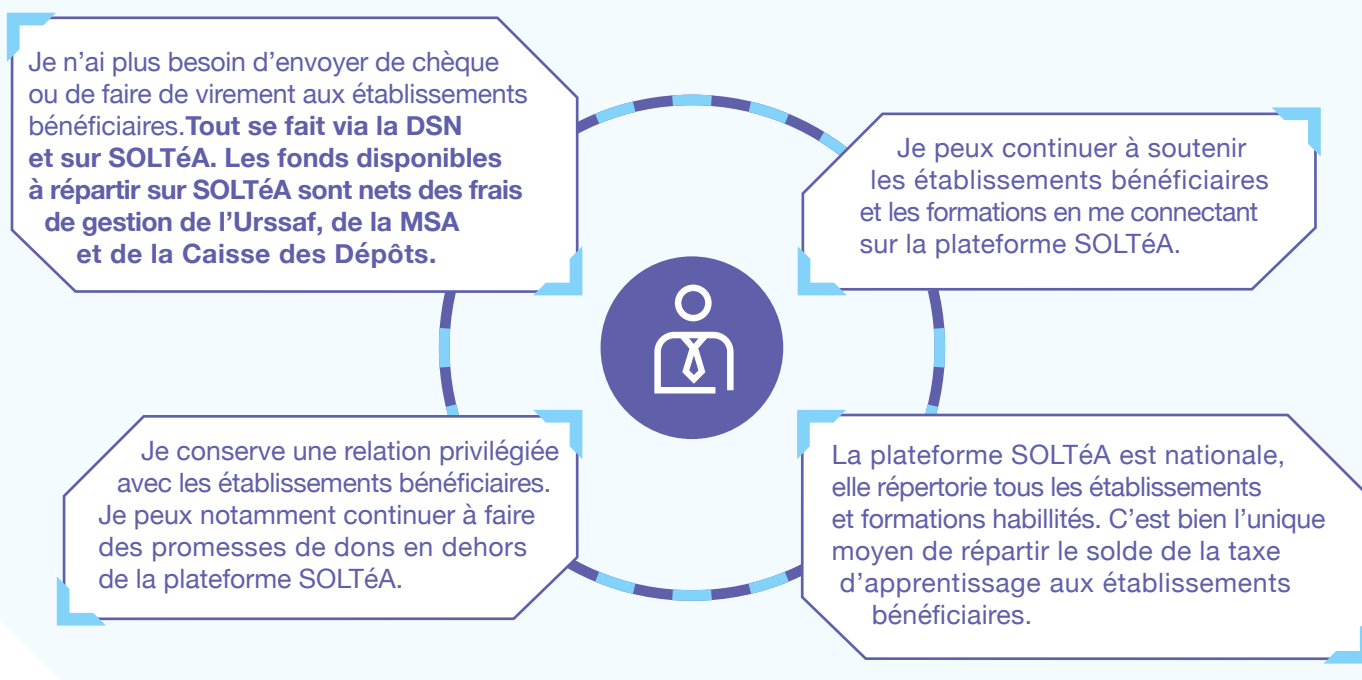 Je n'ai plus besoin d'envoyer de chèque
ou de faire de virement aux établissements
bénéficiaires.Tout se fait via la DSN
et sur SOLTéA. Les fonds disponibles
à répartir sur SOLTéA sont nets des frais
de gestion de l'Urssaf, de la MSA
et de la Caisse des Dépôts.
Je peux continuer à soutenir
les établissements bénéficiaires
et les formations en me connectant
sur la plateforme SOLTéA.
Je conserve une relation privilégiée
avec les établissements bénéficiaires.
Je peux notamment continuer à faire
des promesses de dons en dehors
de la plateforme SOLTéA.
La plateforme SOLTéA est nationale,
elle répertorie tous les établissements
et formations habillités. C'est bien l'unique
moyen de répartir le solde de la taxe
d'apprentissage aux établissements
bénéficiaires.